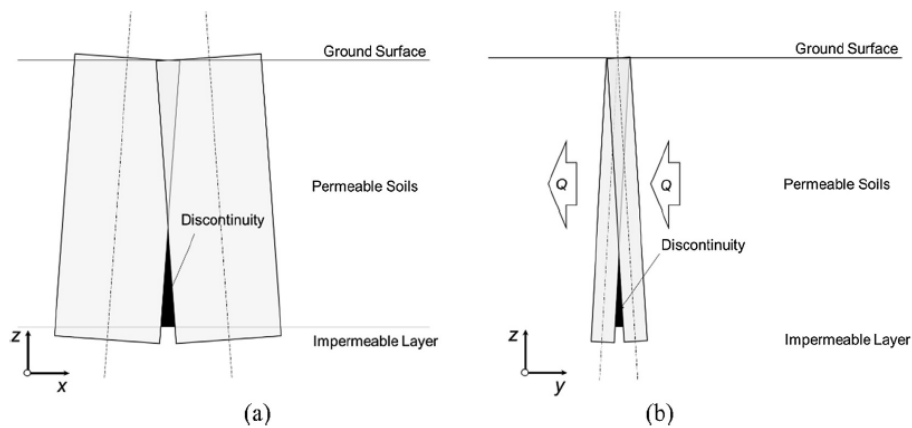 Ground Surface
Permeable Soils
Discontinuity
Impermeable Layer
z
x
(a)
Ground Surface
Q
Q
Permeable Soils
Discontinuity
Impermeable Layer
z
y
(b)